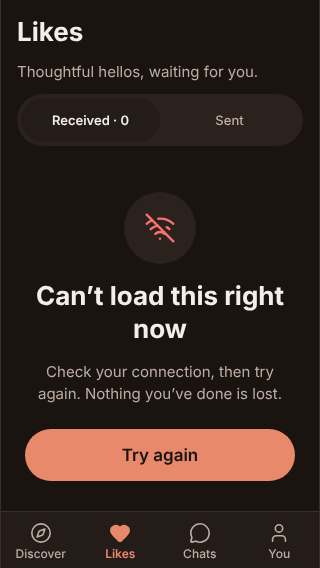 Likes
Thoughtful hellos, waiting for you.
Received · 0
Sent
Can’t load this right
now
Check your connection, then try
again. Nothing you’ve done is lost.
Try again
Discover
Likes
Chats
You